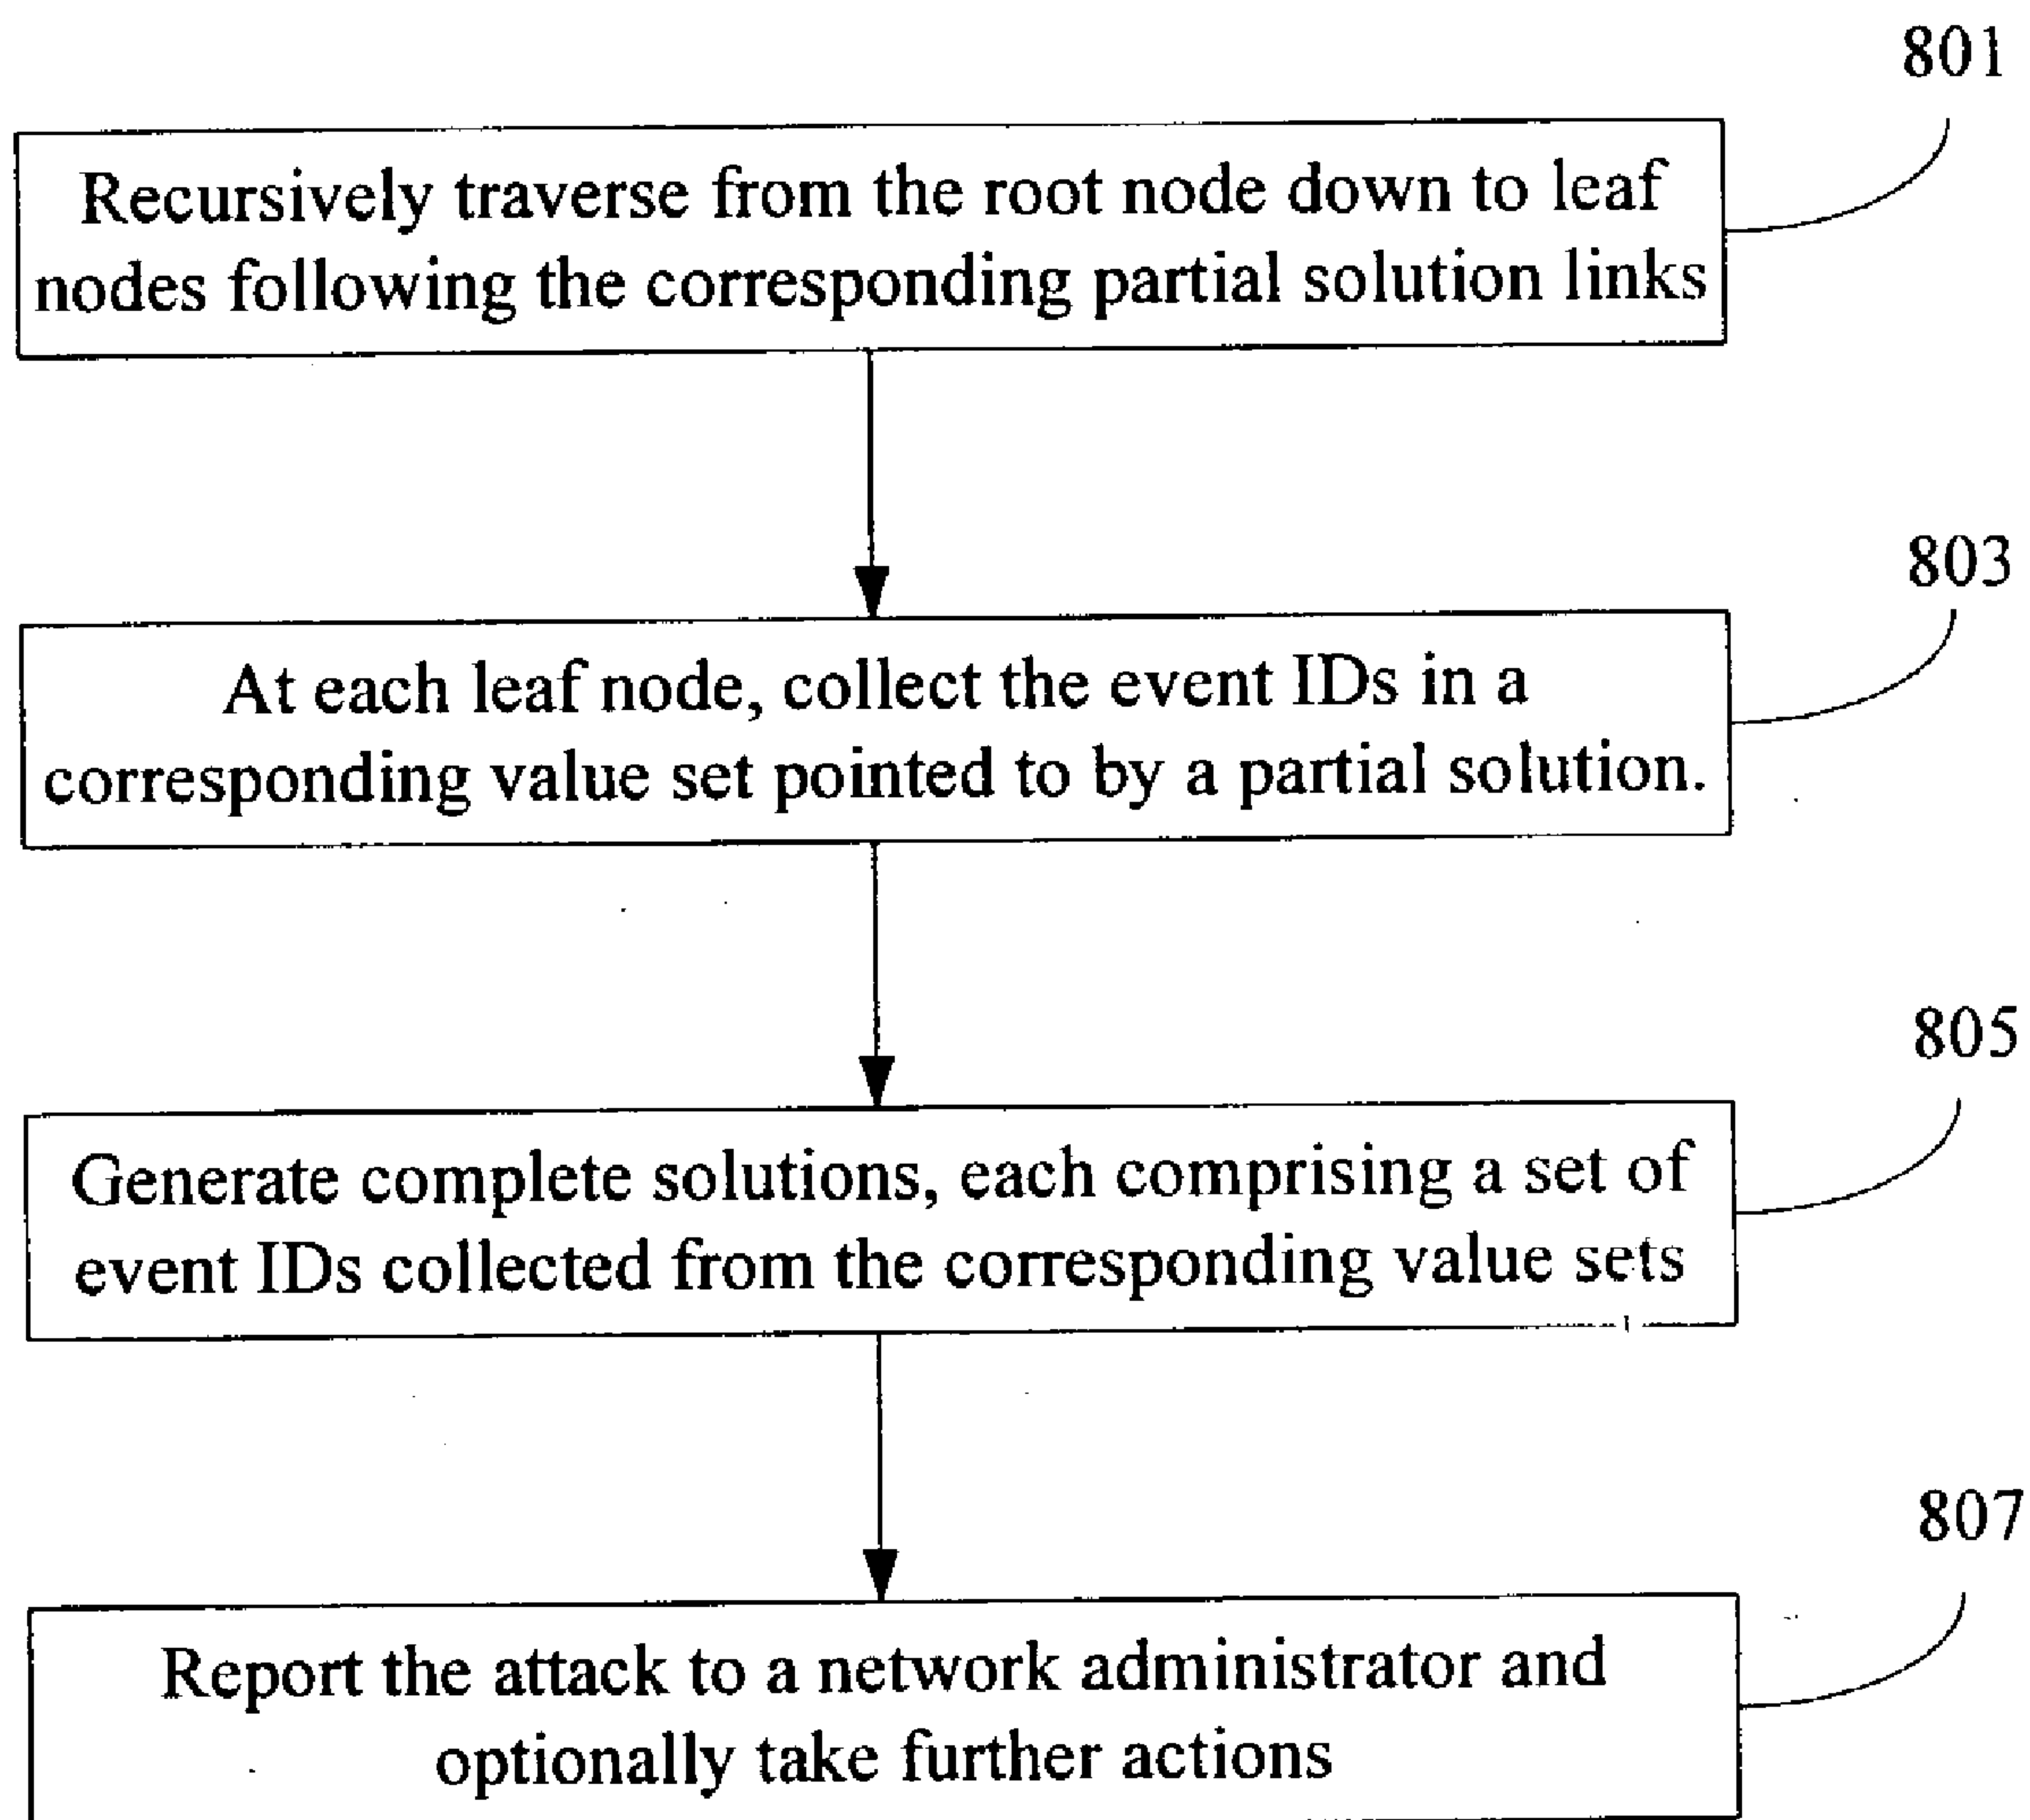 801
Recursively traverse from the root node down to leaf
nodes following the corresponding partial solution links
803
At each leaf node, collect the event IDs in a
corresponding value set pointed to by a partial solution.
805
Generate complete solutions, each comprising a set of
event IDs collected from the corresponding value sets
807
Report the attack to a network administrator and
optionally take further actions